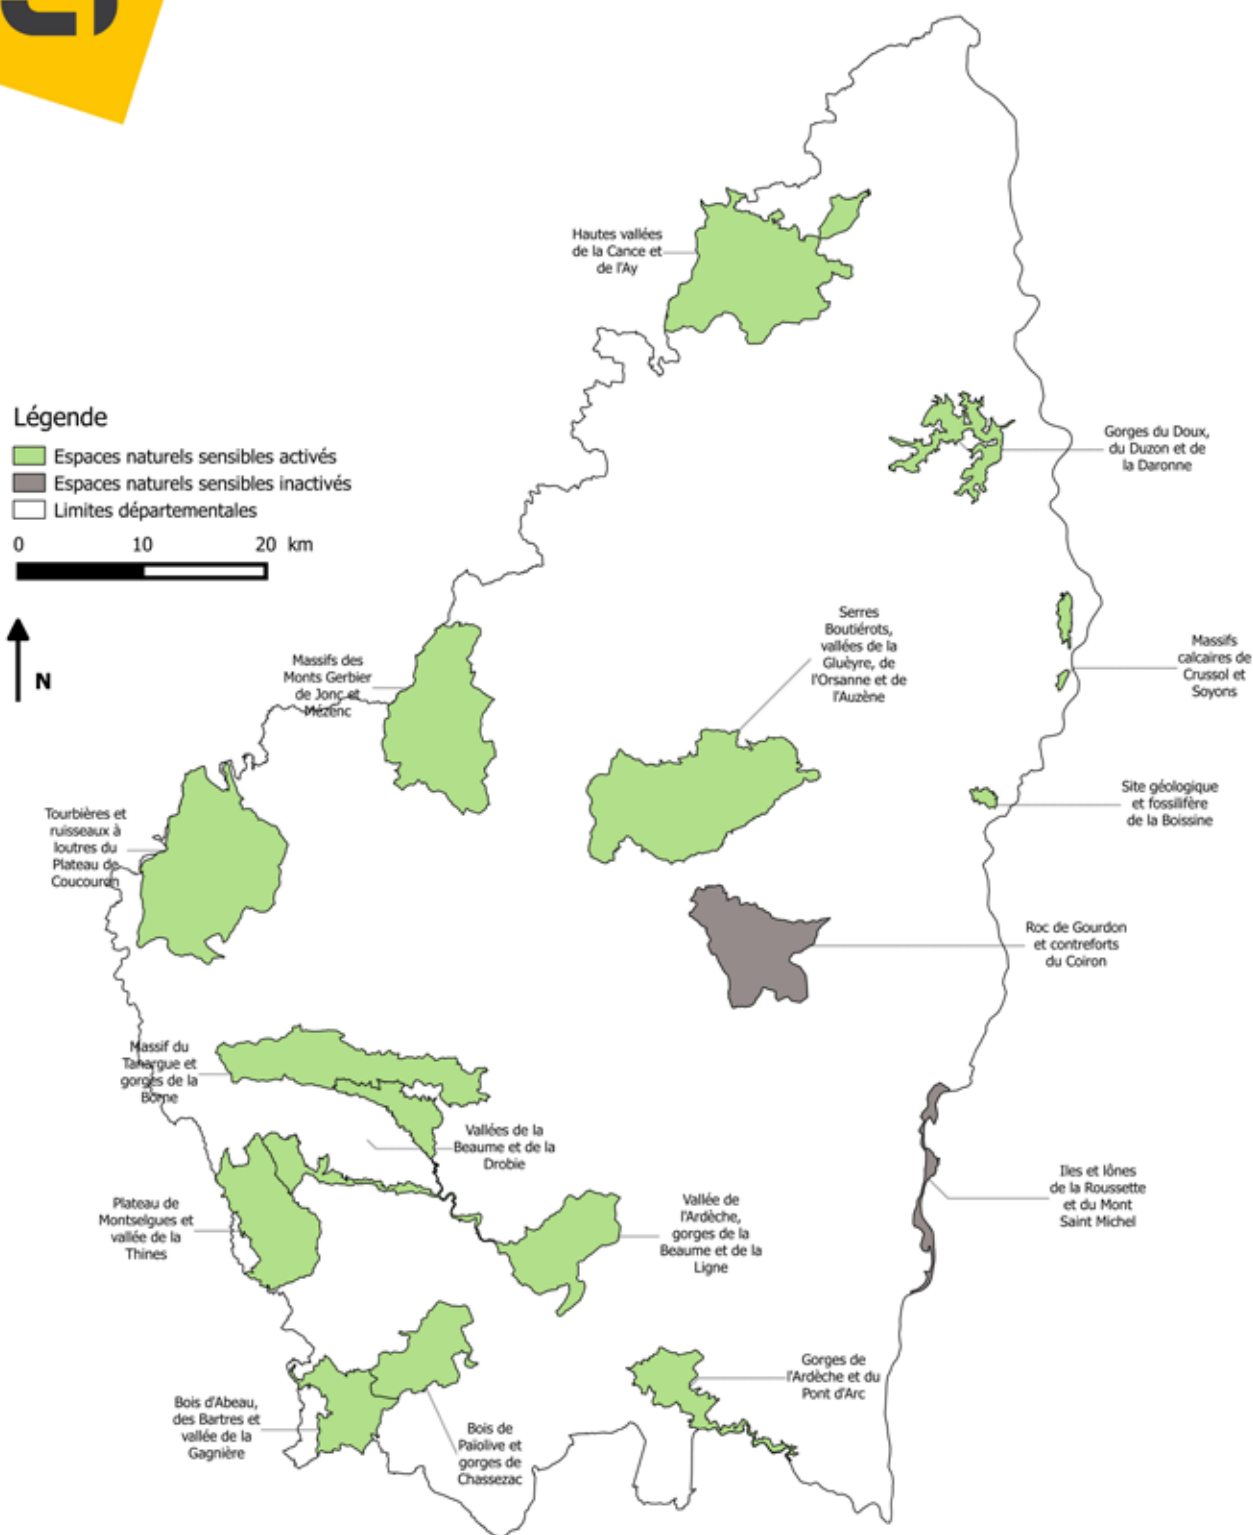 Hautes vallées
de la Cance et
de l'Ay
Légende
Espaces naturels sensibles activés
Espaces naturels sensibles inactivés
Limites départementales
0 10 20 km
N
Gorges du Doux,
du Duzon et de
la Daronne
Serres
Boutiérots,
vallées de la
Gluèyre, de
l'Orsanne et de
l'Auzène
Massifs
calcaires de
Crussol et
Soyons
Massifs des
Monts Gerbier
de Jonc et
Mézenc
Site géologique
et fossilifère
de la Boissine
Tourbières et
ruisseaux à
loutres du
Plateau de
Coucouron
Roc de Gourdon
et contreforts
du Coiron
Massif du
Tanargue et
gorges de la
Borne
Vallées de la
Beaume et de la
Drobie
Iles et lônes
de la Roussette
et du Mont
Saint Michel
Plateau de
Montselgues et
vallée de la
Thines
Vallée de
l'Ardèche,
gorges de la
Beaume et de la
Ligne
Gorges de
l'Ardèche et du
Pont d'Arc
Bois d'Abeau,
des Bartres et
vallée de la
Gagnière
Bois de
Païolive et
gorges de
Chassezac